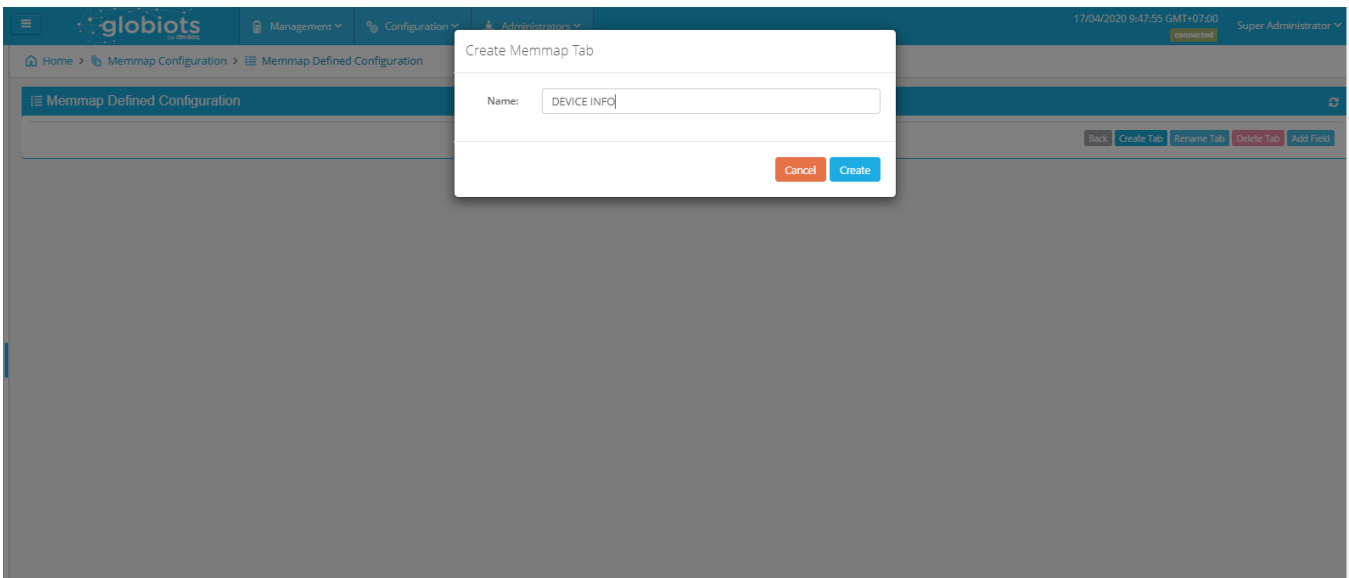 globiots
by deviceg
Management
Configuration
Administrators
17/04/2020 9:47:55 GMT+07:00
connected
Super Administrator
Home > Memmap Configuration > Memmap Defined Configuration
Memmap Defined Configuration
Back Create Tab Rename Tab Delete Tab Add Field
Create Memmap Tab
Name: DEVICE INFO
Cancel Create